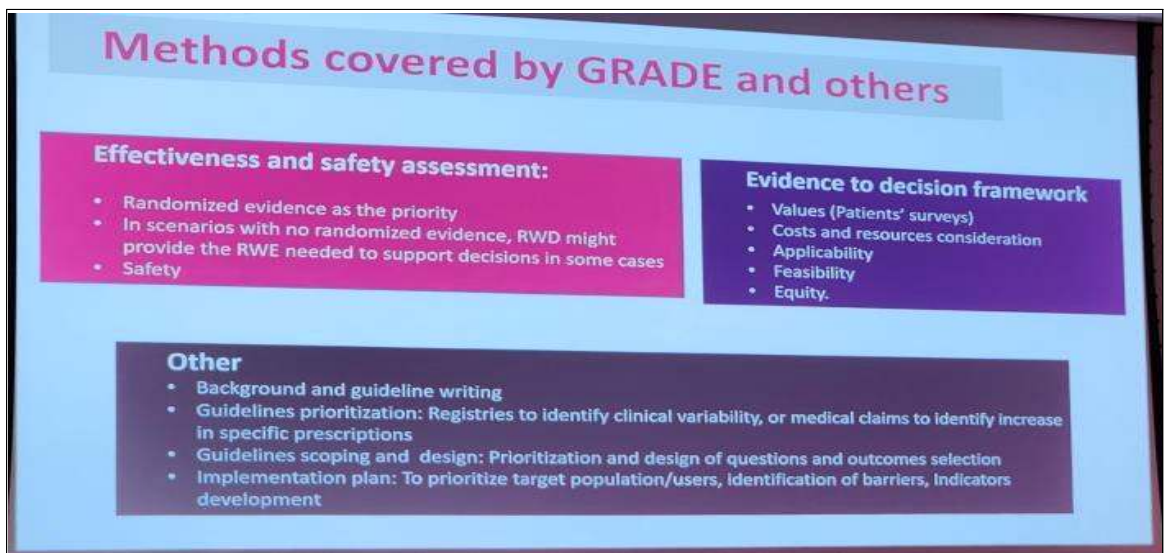 Methods covered by GRADE and others
Effectiveness and safety assessment:
• Randomized evidence as the priority
• In scenarios with no randomized evidence, RWD might
provide the RWE needed to support decisions in some cases
• Safety
Evidence to decision framework
• Values (Patients' surveys)
• Costs and resources consideration
• Applicability
• Feasibility
• Equity.
Other
• Background and guideline writing
• Guidelines prioritization: Registries to identify clinical variability, or medical claims to identify increase
in specific prescriptions
• Guidelines scoping and design: Prioritization and design of questions and outcomes selection
• Implementation plan: To prioritize target population/users, identification of barriers, Indicators
development